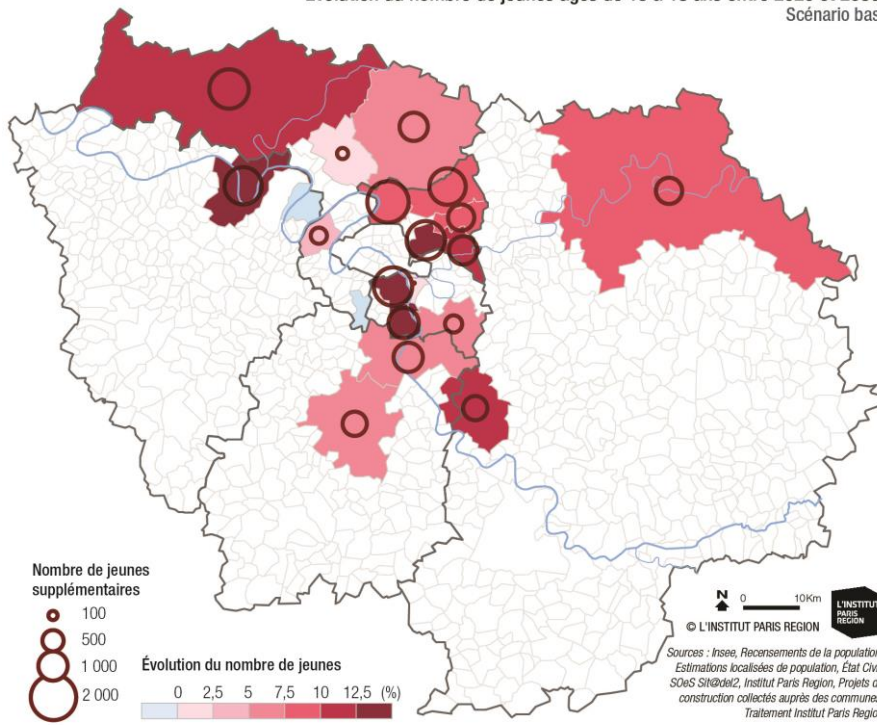 Scénario bas
Nombre de jeunes
supplémentaires
100
500
1 000
2 000
Évolution du nombre de jeunes
0 2,5 5 7,5 10 12,5 (%)
N
0 10Km
© L'INSTITUT PARIS REGION
L'INSTITUT
PARIS
REGION
Sources : Insee, Recensements de la population
Estimations localisées de population, État Civi
SOeS Sit@del2, Institut Paris Region, Projets d
construction collectés auprès des communes
Traitement Institut Paris Regio